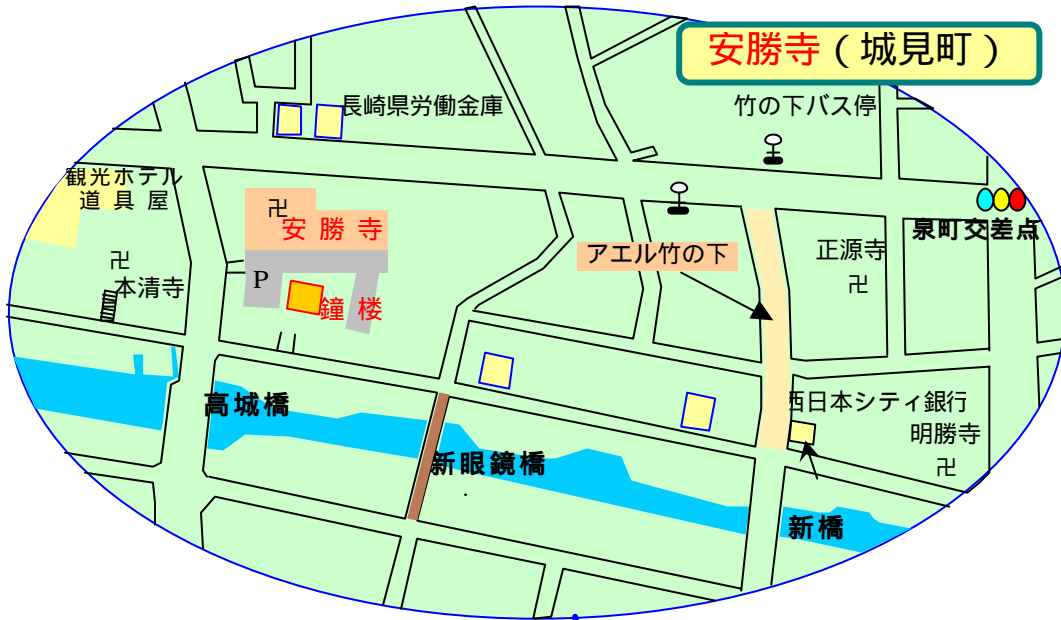 安勝寺（城見町）
長崎県労働金庫
竹の下バス停
観光ホテル
道具屋
卍
安勝寺
泉町交差点
アエル竹の下
正源寺
卍
卍
本清寺
P
鐘楼
高城橋
西日本シティ銀行
明勝寺
卍
新眼鏡橋
新橋